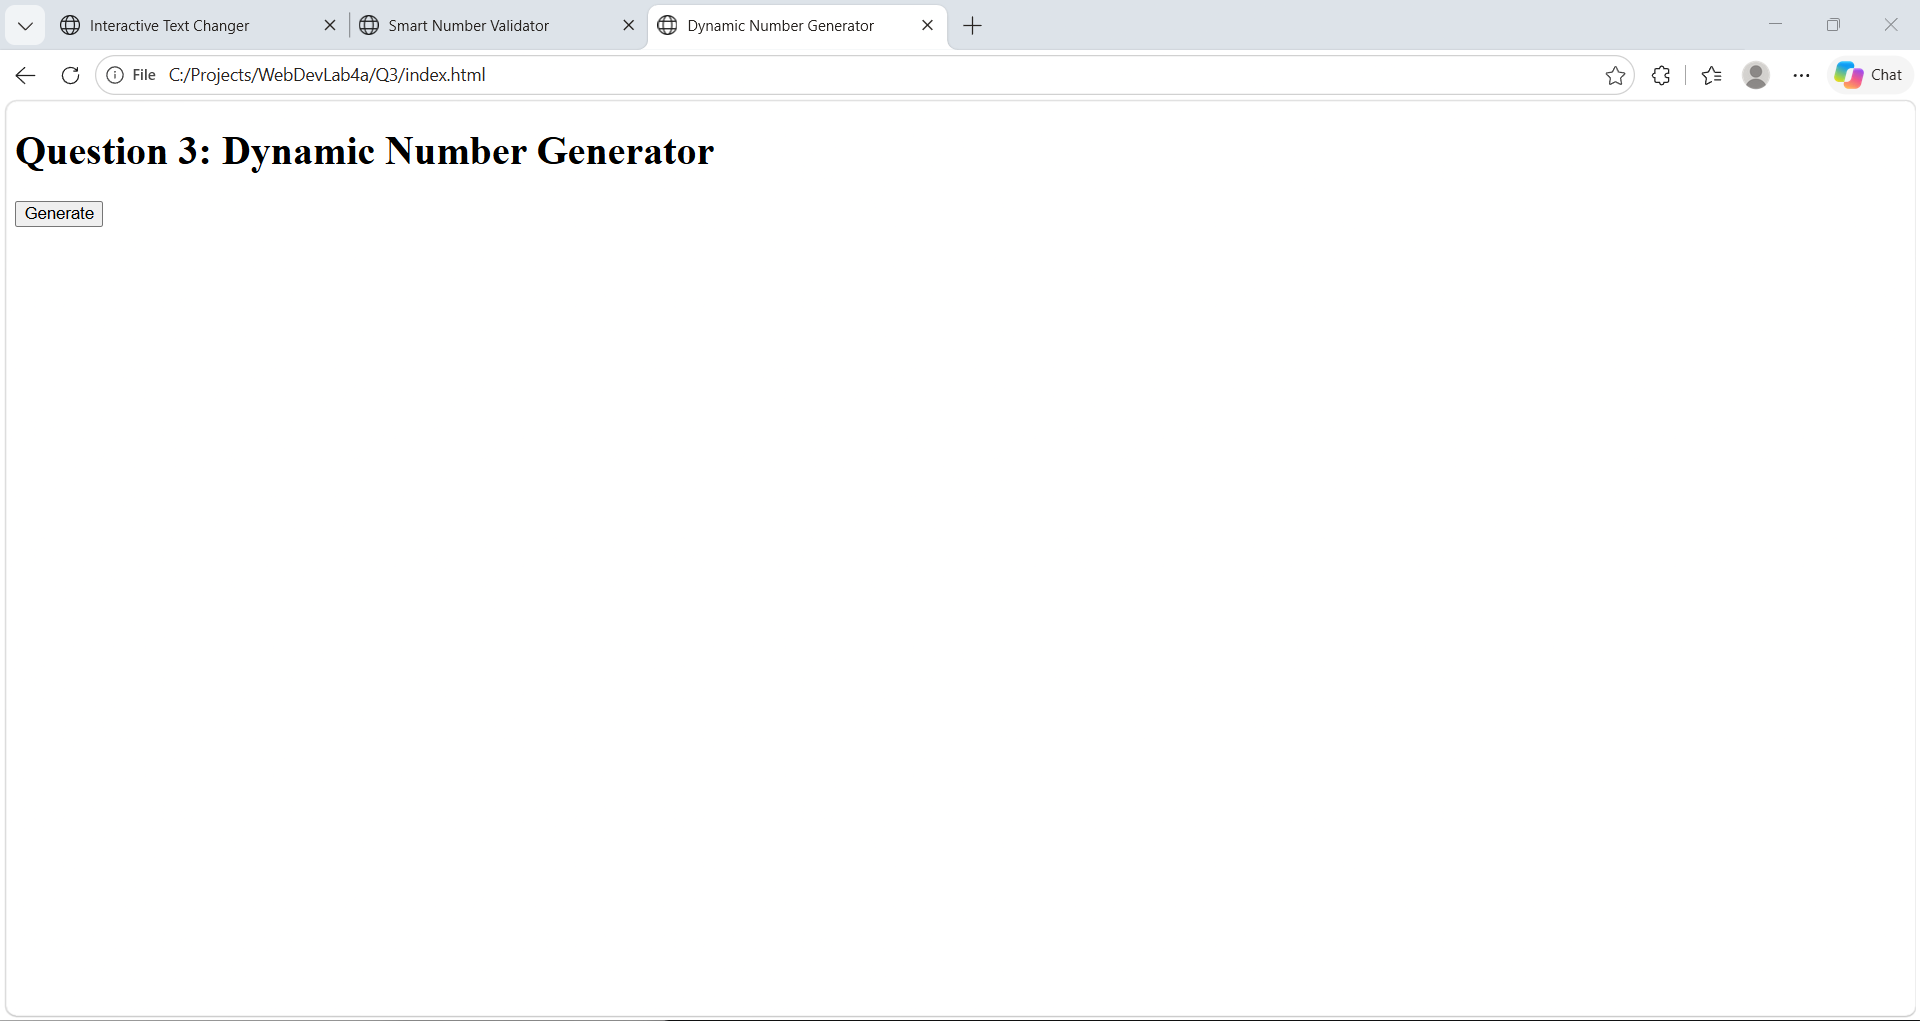 Interactive Text Changer
Smart Number Validator
Dynamic Number Generator
File C:/Projects/WebDevLab4a/Q3/index.html
Chat
Question 3: Dynamic Number Generator
Generate